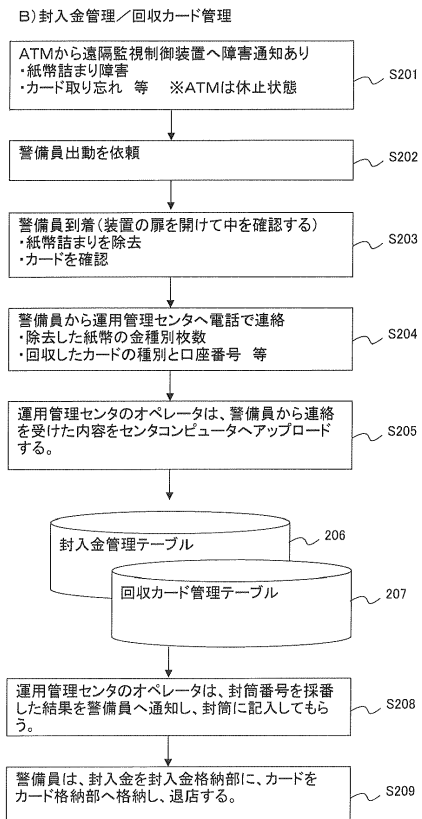 B)封入金管理/回収カード管理
ATMから遠隔監視制御装置へ障害通知あり
・紙幣詰まり障害
・カード取り忘れ 等 ※ATMは休止状態
S201
警備員出動を依頼
S202
警備員到着(装置の扉を開けて中を確認する)
・紙幣詰まりを除去
・カードを確認
S203
警備員から運用管理センタへ電話で連絡
・除去した紙幣の金種別枚数
・回収したカードの種別と口座番号 等
S204
運用管理センタのオペレータは、警備員から連絡
を受けた内容をセンタコンピュータへアップロード
する。
S205
封入金管理テーブル
206
回収カード管理テーブル
207
運用管理センタのオペレータは、封筒番号を採番
した結果を警備員へ通知し、封筒に記入してもら
う。
S208
警備員は、封入金を封入金格納部に、カードを
カード格納部へ格納し、退店する。
S209